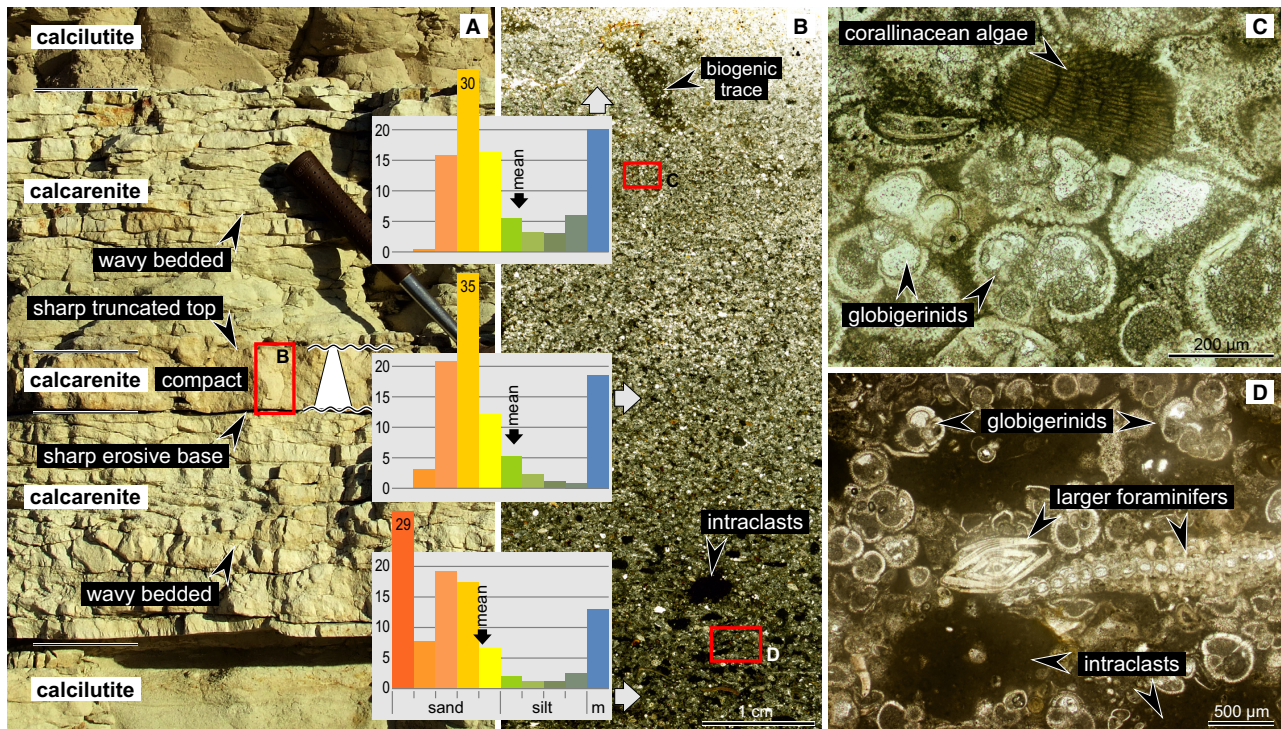 A
calcilutite
calcarenite
wavy bedded
sharp truncated top
B
calcarenite
compact
sharp erosive base
calcarenite
wavy bedded
calcilutite
30
20
15
10
5
0
mean
35
20
15
10
5
0
mean
29
20
15
10
5
0
mean
sand
silt
m
B
biogenic
trace
C
intraclasts
D
1 cm
C
corallinacean algae
globigerinids
200 µm
D
globigerinids
larger foraminifers
intraclasts
500 µm